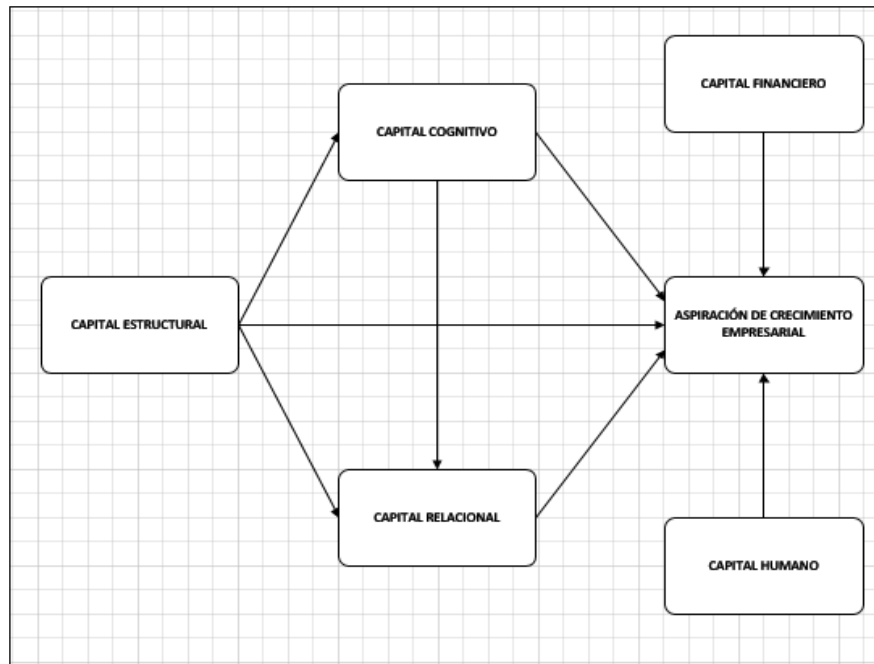 CAPITAL FINANCIERO
CAPITAL COGNITIVO
CAPITAL ESTRUCTURAL
ASPIRACIÓN DE CRECIMIENTO
EMPRESARIAL
CAPITAL RELACIONAL
CAPITAL HUMANO